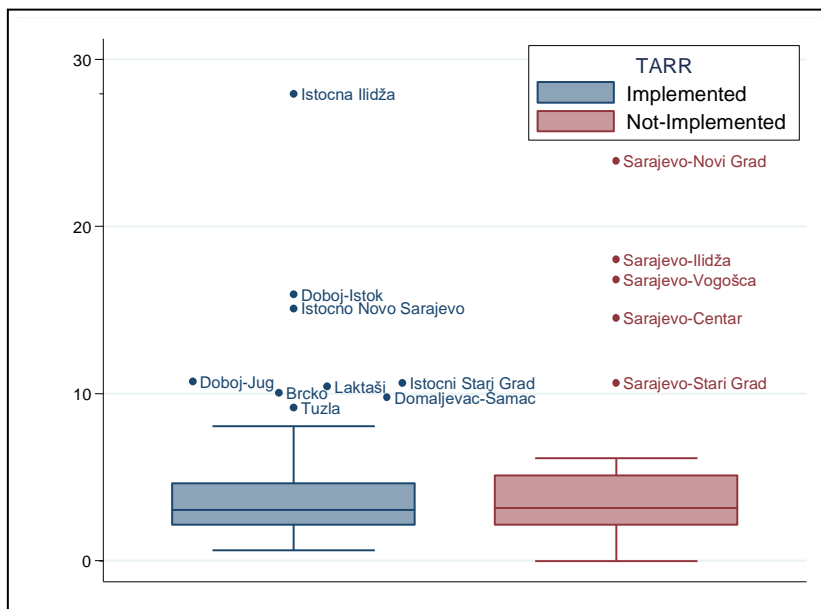 30
20
10
0
TARR
Implemented
Not-Implemented
Istocna Ilidža
Sarajevo-Novi Grad
Sarajevo-Ilidža
Sarajevo-Vogošca
Doboj-Istok
Istocno Novo Sarajevo
Sarajevo-Centar
Doboj-Jug
Brcko
Laktaši
Istocni Stari Grad
Domaljevac-Šamac
Tuzla
Sarajevo-Stari Grad